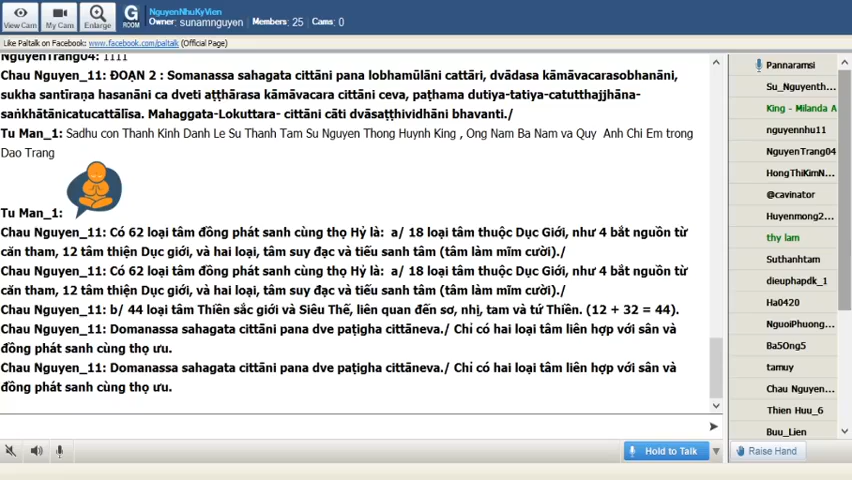 View Cam
My Cam
Enlarge
G
ROOM
NguyenNhuKyVien
Owner: sunamnguyen Members: 25 Cams: 0
Like Paltalk on Facebook: www.facebook.com/paltalk (Official Page)
NguyenTrang04: 1111
Chau Nguyen_11: ĐOẠN 2 : Somanassa sahagata cittāni pana lobhamūlāni cattāri, dvādasa kāmāvacarasobhanāni,
sukha santīraṇa hasanāni ca dveti aṭṭhārasa kāmāvacara cittāni ceva, paṭhama dutiya-tatiya-catutthajjhāna-
saṅkhātānicatucattālīsa. Mahaggata-Lokuttara- cittāni cāti dvāsaṭṭhividhāni bhavanti./
Tu Man_1: Sadhu con Thanh Kinh Danh Le Su Thanh Tam Su Nguyen Thong Huynh King , Ong Nam Ba Nam va Quy Anh Chi Em trong
Dao Trang
Tu Man_1:
Chau Nguyen_11: Có 62 loại tâm đồng phát sanh cùng thọ Hỷ là: a/ 18 loại tâm thuộc Dục Giới, như 4 bắt nguồn từ
căn tham, 12 tâm thiện Dục giới, và hai loại, tâm suy đạc và tiếu sanh tâm (tâm làm mĩm cười)./
Chau Nguyen_11: Có 62 loại tâm đồng phát sanh cùng thọ Hỷ là: a/ 18 loại tâm thuộc Dục Giới, như 4 bắt nguồn từ
căn tham, 12 tâm thiện Dục giới, và hai loại, tâm suy đạc và tiếu sanh tâm (tâm làm mĩm cười)./
Chau Nguyen_11: b/ 44 loại tâm Thiền sắc giới và Siêu Thế, liên quan đến sơ, nhị, tam và tứ Thiền. (12 + 32 = 44).
Chau Nguyen_11: Domanassa sahagata cittāni pana dve paṭigha cittāneva./ Chỉ có hai loại tâm liên hợp với sân và
đồng phát sanh cùng thọ ưu.
Chau Nguyen_11: Domanassa sahagata cittāni pana dve paṭigha cittāneva./ Chỉ có hai loại tâm liên hợp với sân và
đồng phát sanh cùng thọ ưu.
Hold to Talk
Pannaramsi
Su_Nguyenth...
King - Milanda A
nguyennhu11
NguyenTrang04
HongThiKimN...
@cavinator
Huyenmong2...
thy lam
Suthanhtam
dieuphapdk_1
Ha0420
NguoiPhuong...
Ba5Ong5
tamuy
Chau Nguyen...
Thien Huu_6
Buu_Lien
Raise Hand